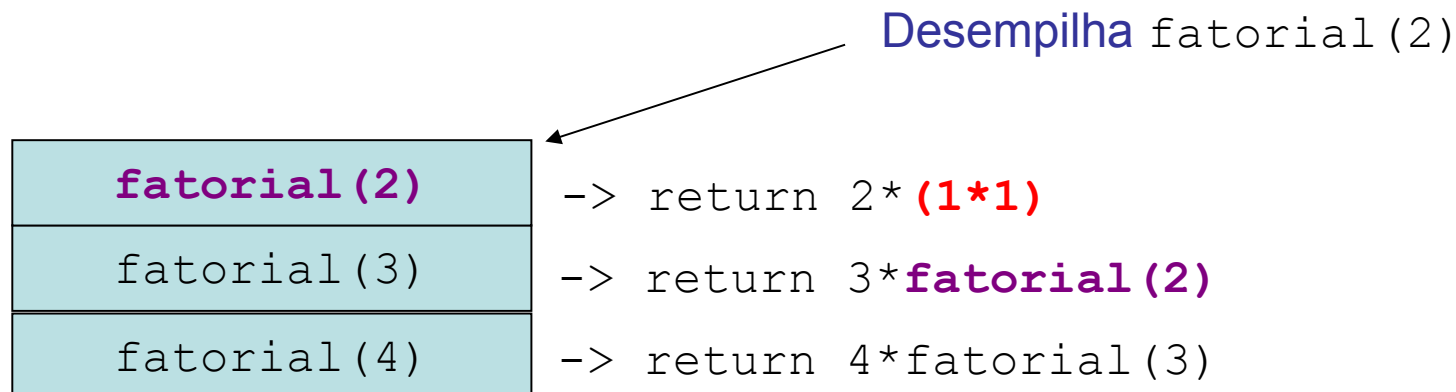 Desempilha fatorial(2)
fatorial(2) -> return 2*(1*1)
fatorial(3) -> return 3*fatorial(2)
fatorial(4) -> return 4*fatorial(3)